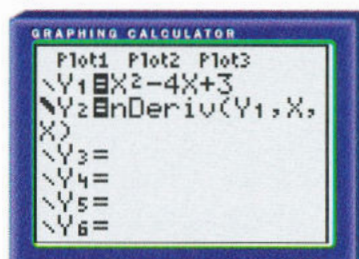 GRAPHING CALCULATOR
Plot1 Plot2 Plot3
\Y₁=X²-4X+3
\Y₂=nDeriv(Y₁,X,
X)
\Y₃=
\Y₄=
\Y₅=
\Y₆=